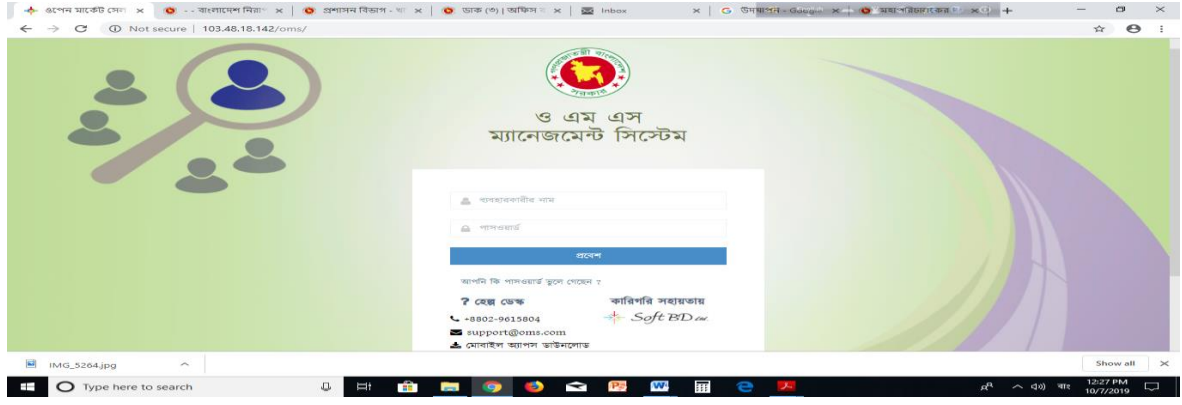 ওপেন মার্কেট সেল
- - বাংলাদেশ নিরা
প্রশাসন বিভাগ -
ডাক (৩) | অফিস
Inbox
Not secure | 103.48.18.142/oms/
সরকার
ও এম এস
ম্যানেজমেন্ট সিস্টেম
ব্যবহারকারীর নাম
পাসওয়ার্ড
প্রবেশ
আপনি কি পাসওয়ার্ড ভুলে গেছেন ?
? হেল্প ডেস্ক
কারিগরি সহায়তায়
+8802-9615804
Soft BD
support@oms.com
মোবাইল অ্যাপস ডাউনলোড
IMG_5264.jpg
Show all
Type here to search
বাং
12:27 PM
10/7/2019